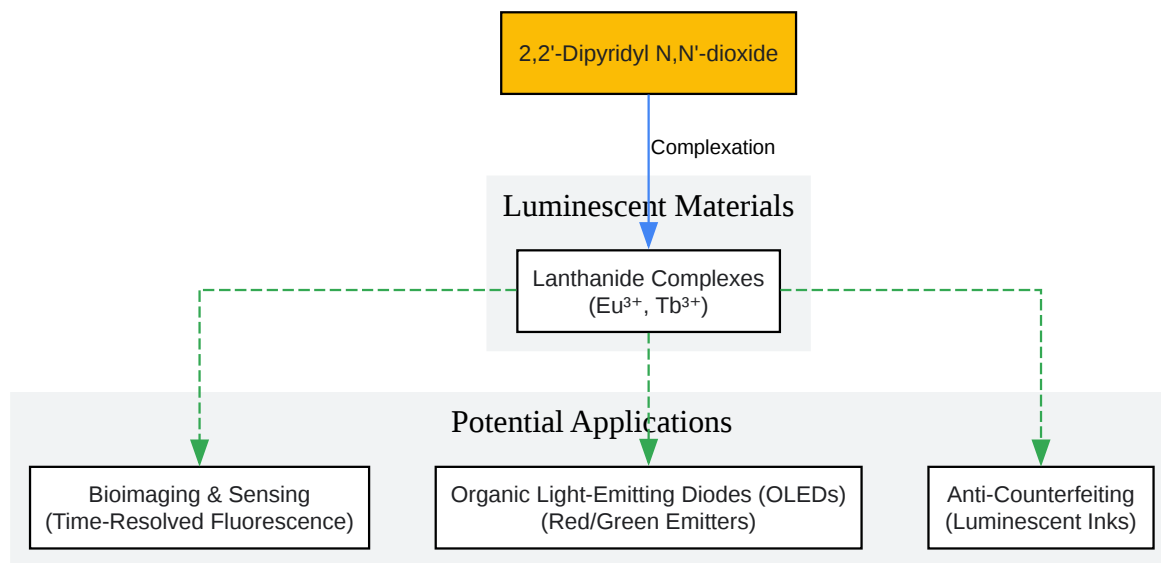 2,2'-Dipyridyl N,N'-dioxide
Complexation
Luminescent Materials
Lanthanide Complexes
(Eu³⁺, Tb³⁺)
Potential Applications
Bioimaging & Sensing
(Time-Resolved Fluorescence)
Organic Light-Emitting Diodes (OLEDs)
(Red/Green Emitters)
Anti-Counterfeiting
(Luminescent Inks)